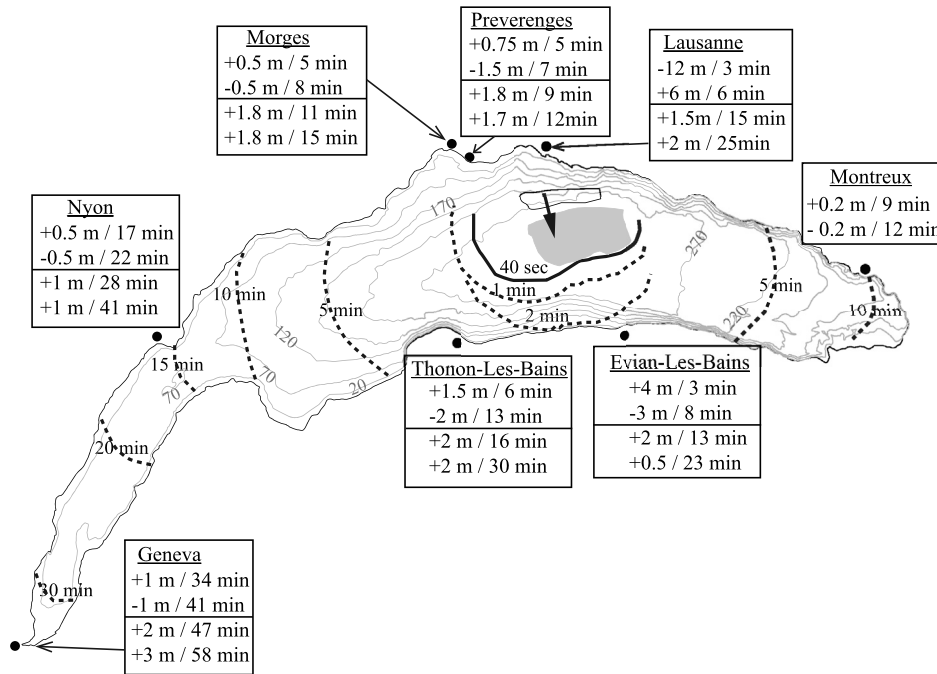 Morges
+0.5 m / 5 min
-0.5 m / 8 min
+1.8 m / 11 min
+1.8 m / 15 min
Preverenges
+0.75 m / 5 min
-1.5 m / 7 min
+1.8 m / 9 min
+1.7 m / 12min
Lausanne
-12 m / 3 min
+6 m / 6 min
+1.5m / 15 min
+2 m / 25min
Montreux
+0.2 m / 9 min
- 0.2 m / 12 min
Nyon
+0.5 m / 17 min
-0.5 m / 22 min
+1 m / 28 min
+1 m / 41 min
170
270
40 sec
1 min
2 min
5 min
10 min
5 min
10 min
220
120
70
20
15 min
70
20 min
30 min
Thonon-Les-Bains
+1.5 m / 6 min
-2 m / 13 min
+2 m / 16 min
+2 m / 30 min
Evian-Les-Bains
+4 m / 3 min
-3 m / 8 min
+2 m / 13 min
+0.5 / 23 min
Geneva
+1 m / 34 min
-1 m / 41 min
+2 m / 47 min
+3 m / 58 min